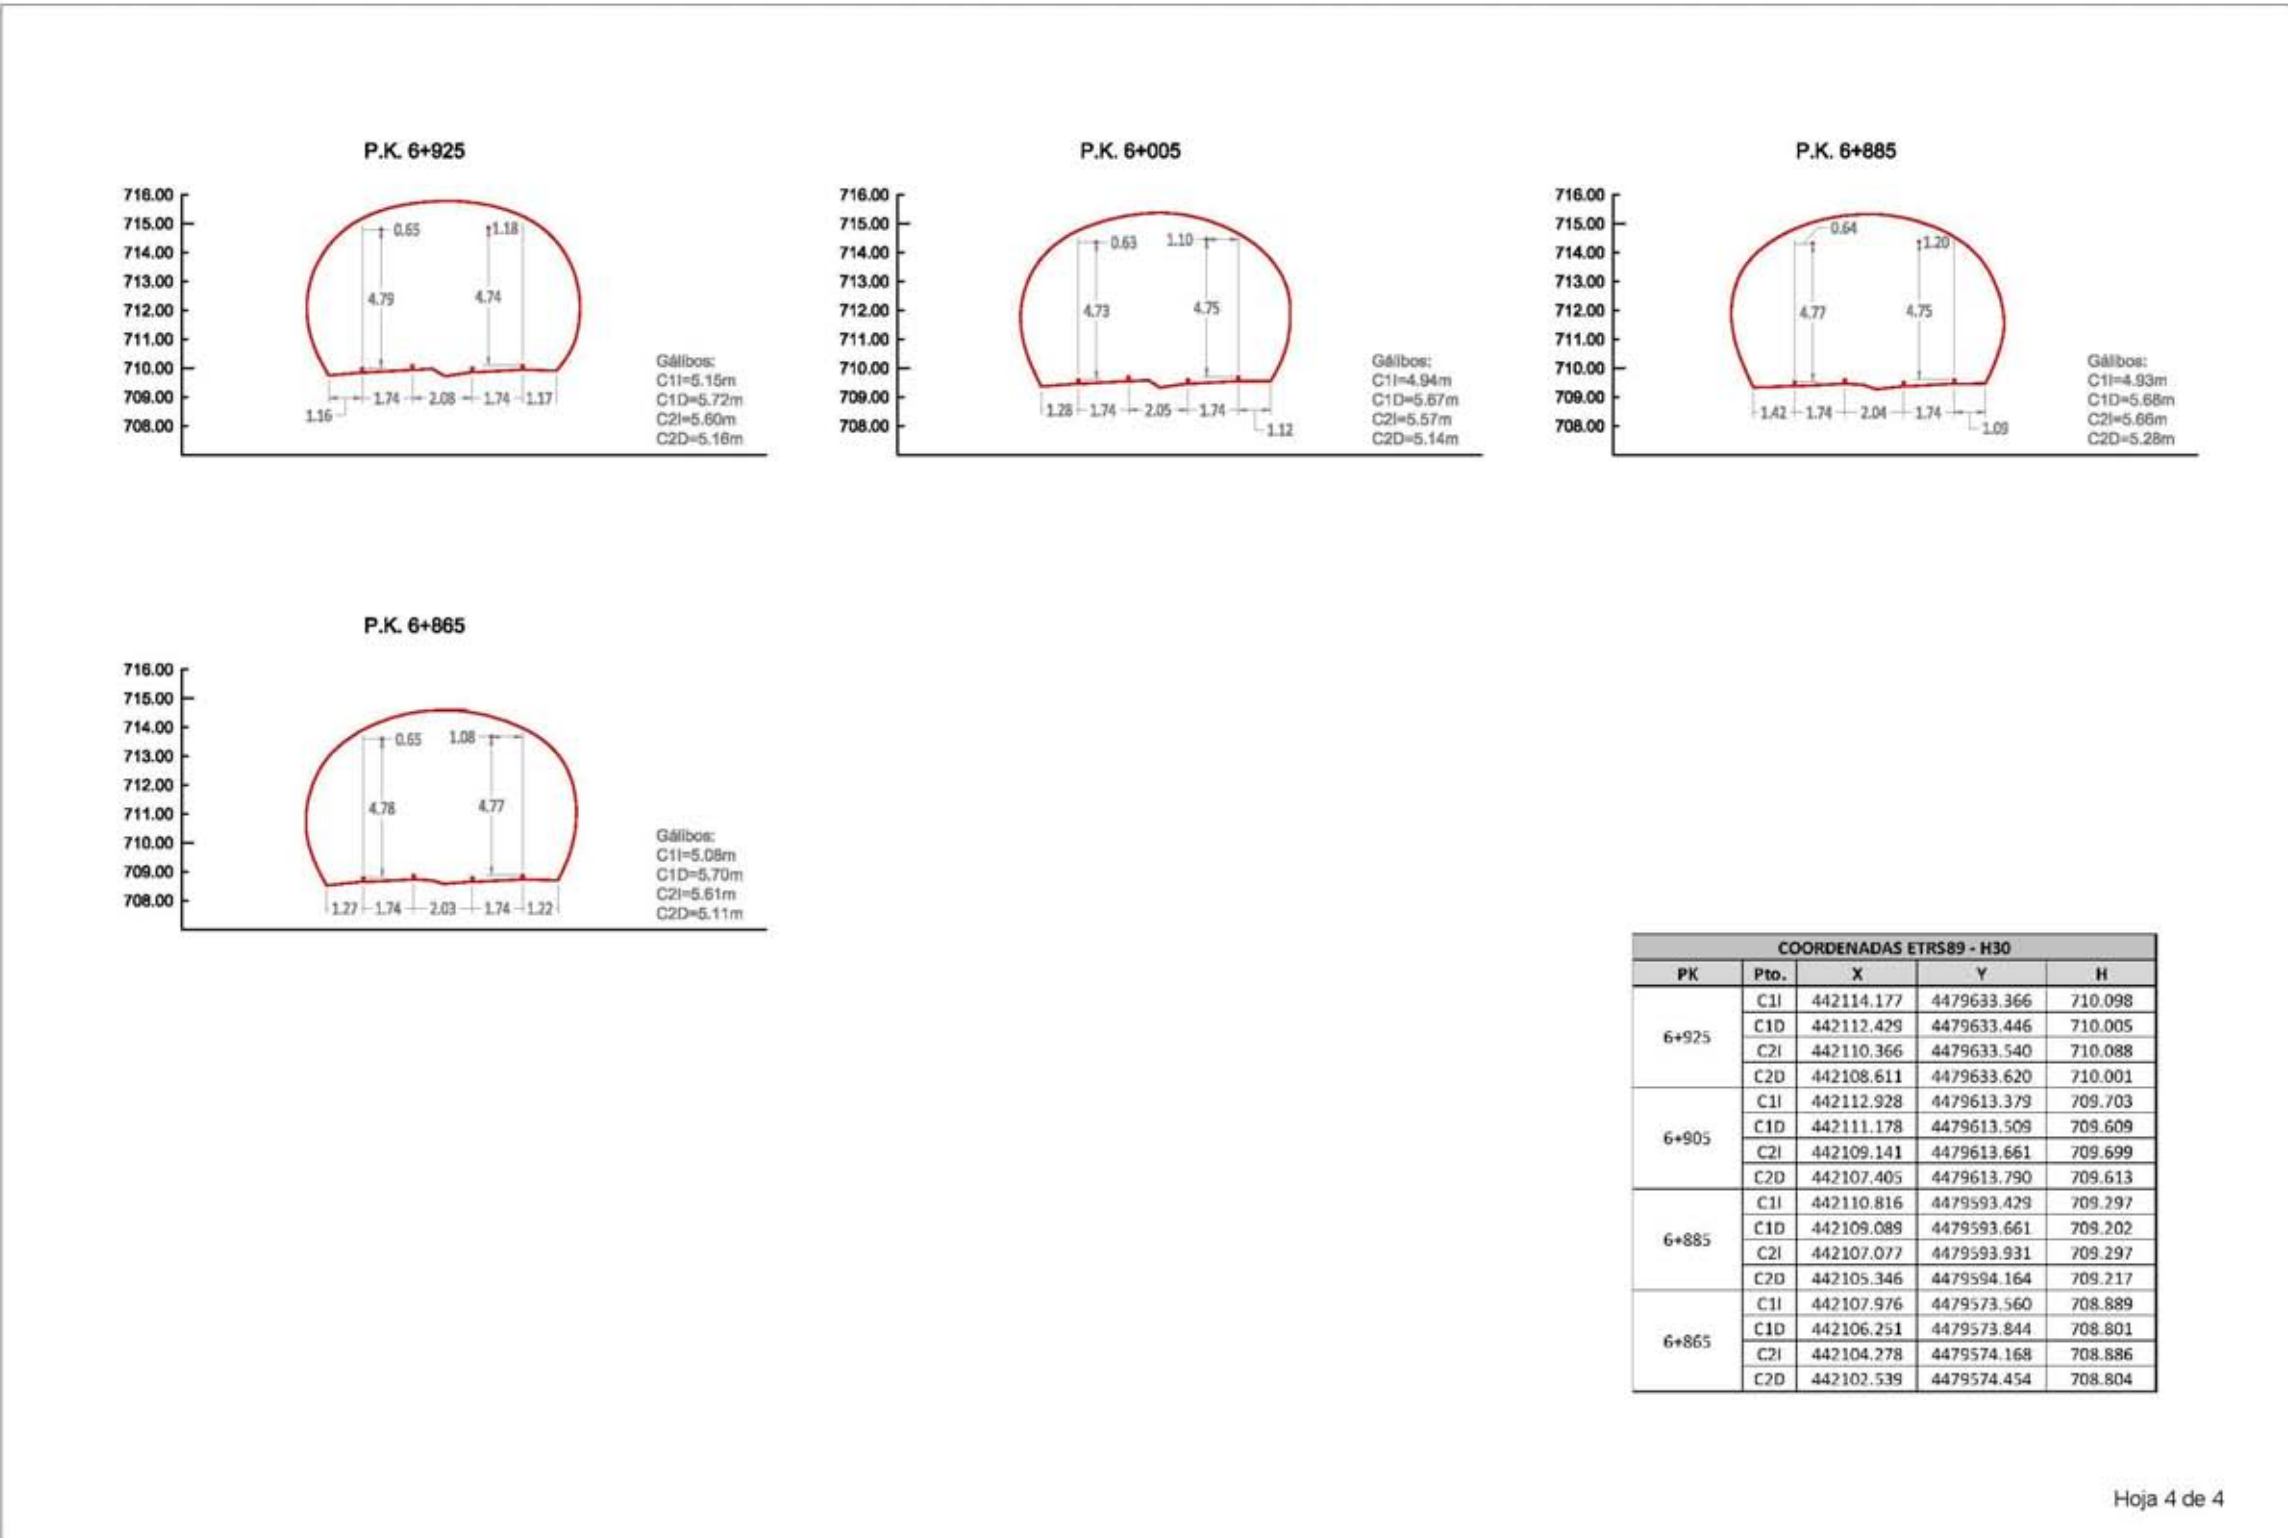 P.K. 6+925
716.00
715.00
714.00
713.00
712.00
711.00
710.00
709.00
708.00
0.65
1.18
4.79
4.74
1.16
1.74
2.08
1.74
1.17
Gálibos:
C1I=5.15m
C1D=5.72m
C2I=5.60m
C2D=5.16m
P.K. 6+005
716.00
715.00
714.00
713.00
712.00
711.00
710.00
709.00
708.00
0.63
1.10
4.73
4.75
1.28
1.74
2.05
1.74
1.12
Gálibos:
C1I=4.94m
C1D=5.67m
C2I=5.57m
C2D=5.14m
P.K. 6+885
716.00
715.00
714.00
713.00
712.00
711.00
710.00
709.00
708.00
0.64
1.20
4.77
4.75
1.42
1.74
2.04
1.74
1.09
Gálibos:
C1I=4.93m
C1D=5.68m
C2I=5.66m
C2D=5.28m
P.K. 6+865
716.00
715.00
714.00
713.00
712.00
711.00
710.00
709.00
708.00
0.65
1.08
4.78
4.77
1.27
1.74
2.03
1.74
1.22
Gálibos:
C1I=5.08m
C1D=5.70m
C2I=5.61m
C2D=5.11m
COORDENADAS ETRS89 - H30
PK Pto. X Y H
6+925
C1I 442114.177 4479633.366 710.098
C1D 442112.429 4479633.446 710.005
C2I 442110.366 4479633.540 710.088
C2D 442108.611 4479633.620 710.001
6+905
C1I 442112.928 4479613.379 709.703
C1D 442111.178 4479613.509 709.609
C2I 442109.141 4479613.661 709.699
C2D 442107.405 4479613.790 709.613
6+885
C1I 442110.816 4479593.429 709.297
C1D 442109.089 4479593.661 709.202
C2I 442107.077 4479593.931 709.297
C2D 442105.346 4479594.164 709.217
6+865
C1I 442107.976 4479573.560 708.889
C1D 442106.251 4479573.844 708.801
C2I 442104.278 4479574.168 708.886
C2D 442102.539 4479574.454 708.804
Hoja 4 de 4